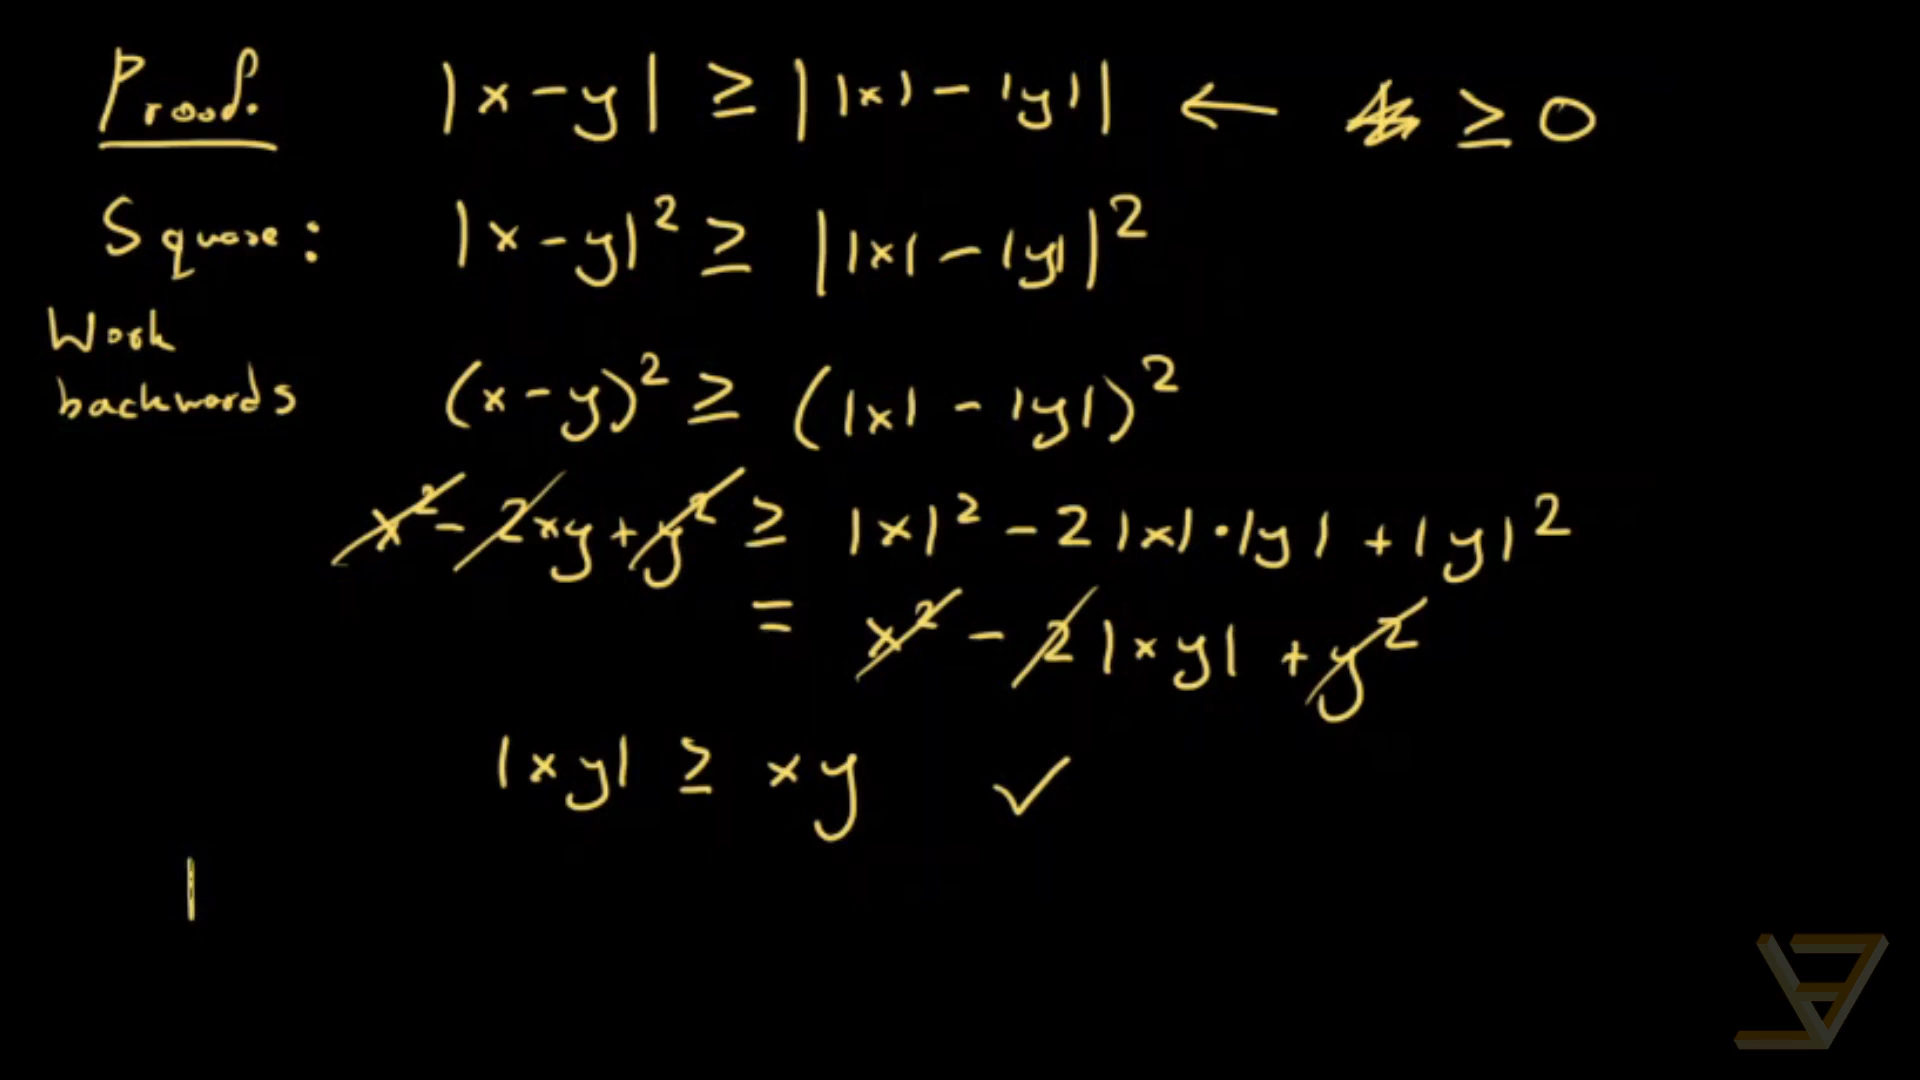 Proof: |x-y| ≥ ||x|-|y|| ← ≥ 0
Square: |x-y|² ≥ ||x|-|y||²
Work
backwards (x-y)² ≥ (|x|-|y|)²
x²-2xy+y² ≥ |x|²-2|x|·|y|+|y|²
= x²-2|xy|+y²
|xy| ≥ xy ✓
|